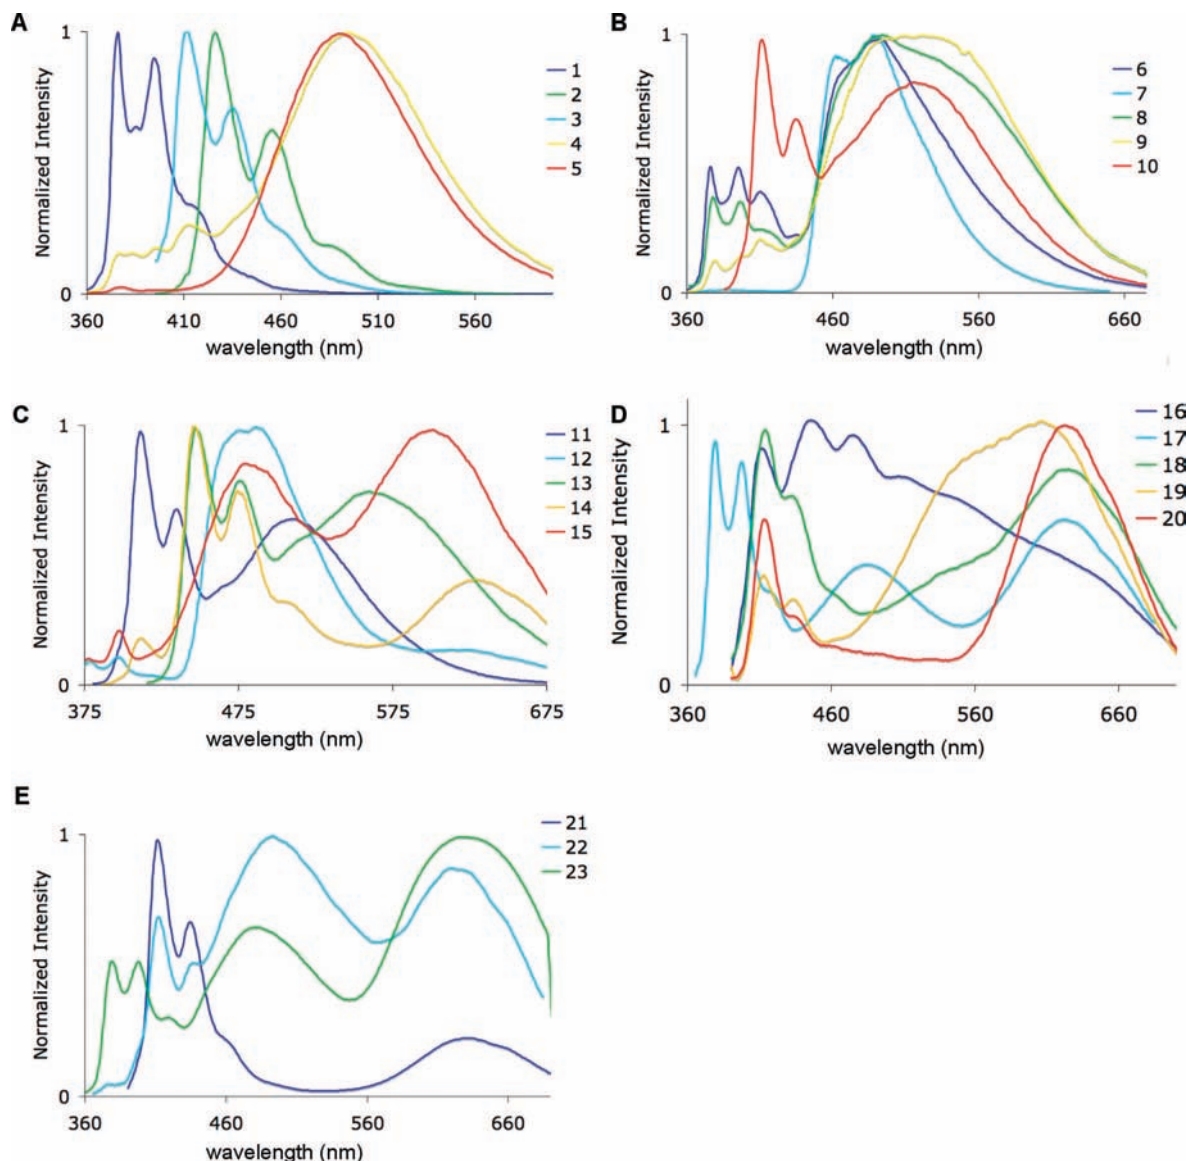 A
1
Normalized Intensity
0
360 410 460 510 560
wavelength (nm)
1
2
3
4
5
B
1
Normalized Intensity
0
360 460 560 660
wavelength (nm)
6
7
8
9
10
C
1
Normalized Intensity
0
375 475 575 675
wavelength (nm)
11
12
13
14
15
D
1
Normalized Intensity
0
360 460 560 660
wavelength (nm)
16
17
18
19
20
E
1
Normalized Intensity
0
360 460 560 660
wavelength (nm)
21
22
23